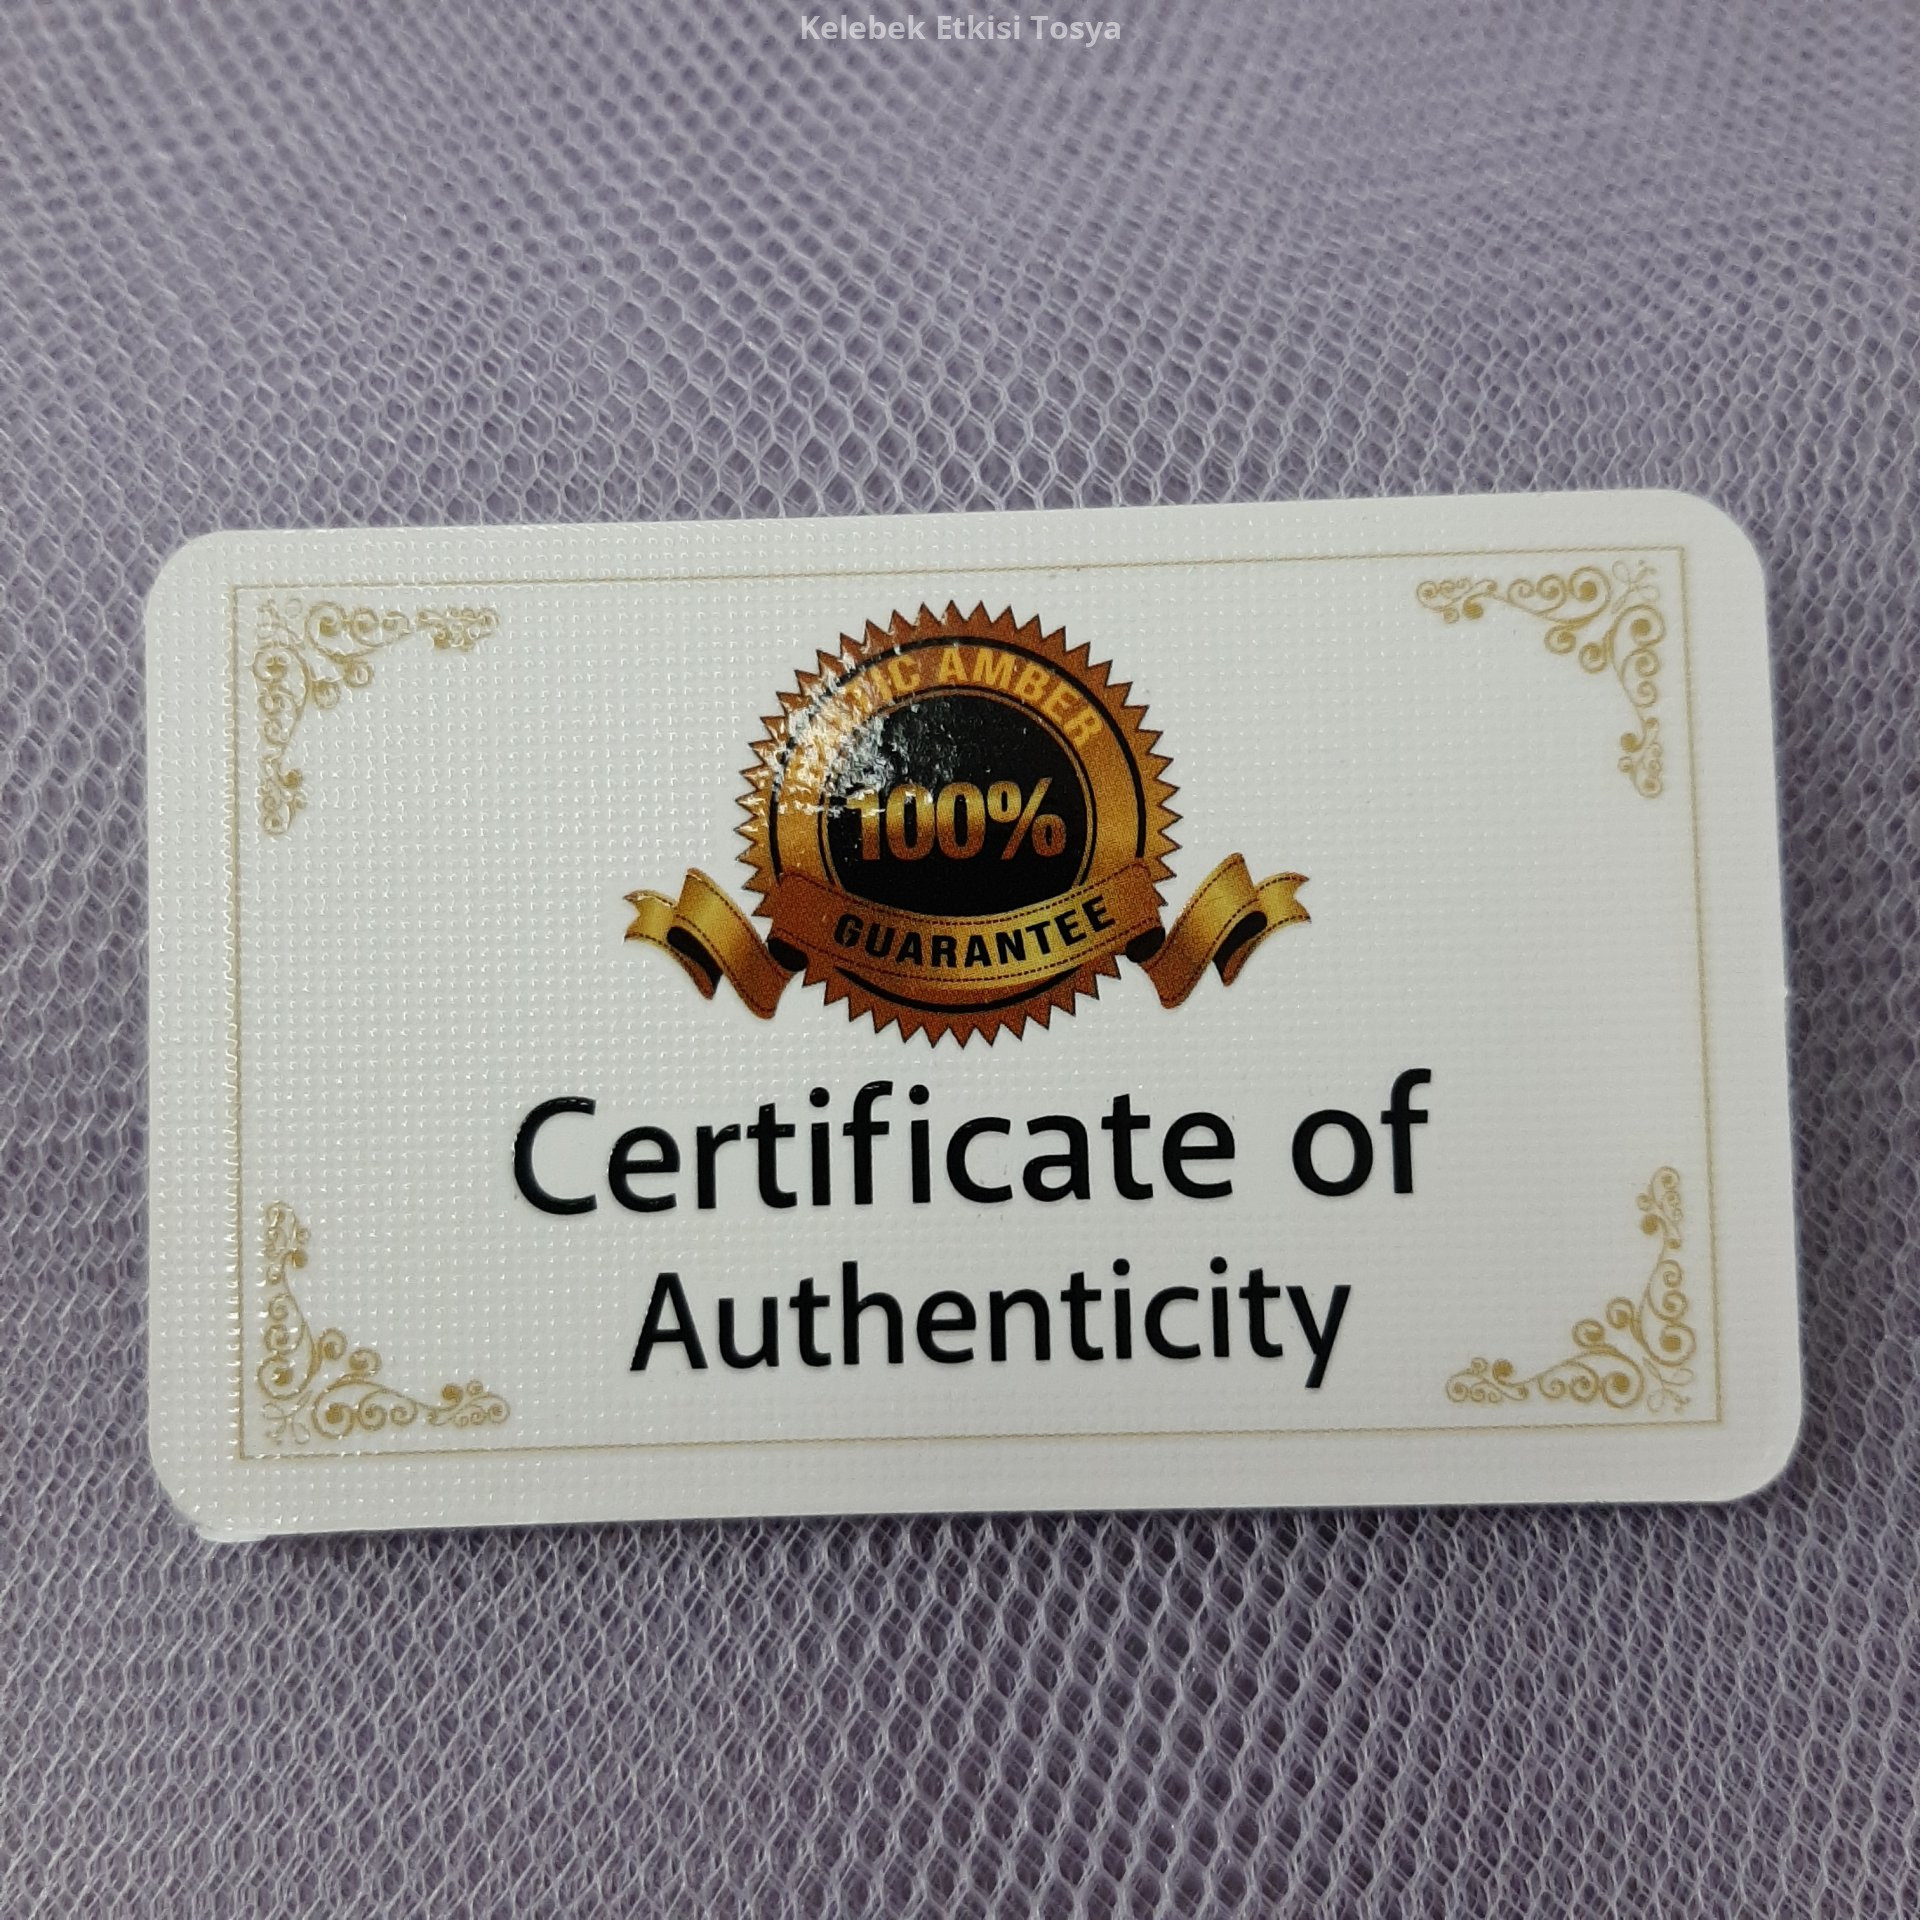 Kelebek Etkisi Tosya
AMBER
100%
GUARANTEE
Certificate of
Authenticity